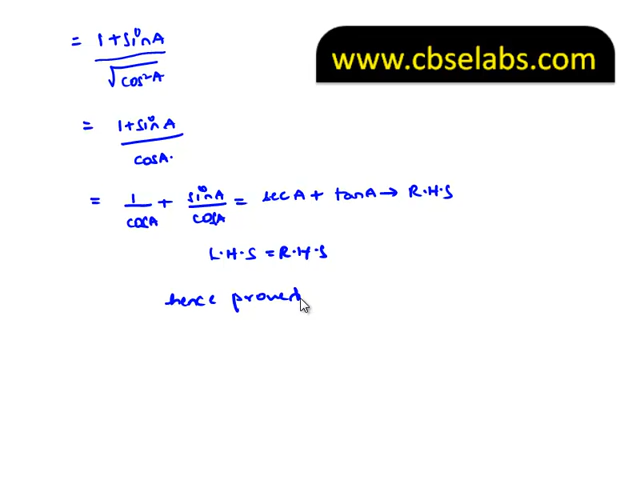 = 1+sinA / √cos²A
www.cbselabs.com
= 1+sinA / cosA.
= 1/cosA + sinA/cosA = secA + tanA → R.H.S
L.H.S = R.H.S
hence proved